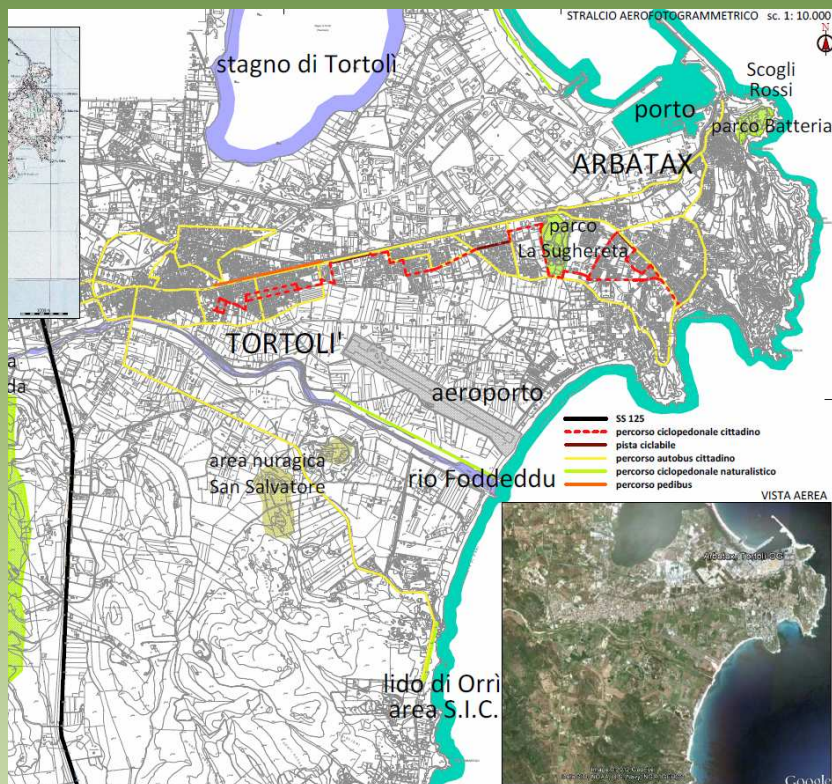 STRALCIO AEROFOTOGRAMMETRICO sc. 1: 10.000
N
stagno di Tortolì
Scogli
Rossi
porto
parco Batteria
ARBATAX
parco
La Sughereta
TORTOLI'
aeroporto
SS 125
percorso ciclopedonale cittadino
pista ciclabile
percorso autobus cittadino
percorso ciclopedonale naturalistico
percorso pedibus
area nuragica
San Salvatore
rio Foddeddu
VISTA AEREA
lido di Orrì
area S.I.C.
a
da
Google